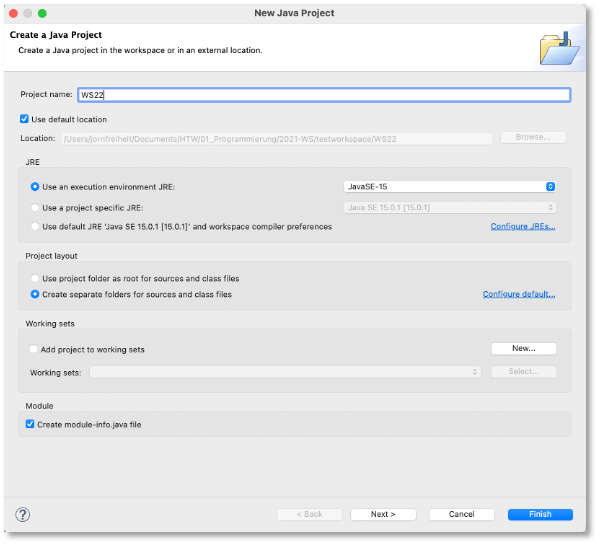 New Java Project
Create a Java Project
Create a Java project in the workspace or in an external location.
Project name: WS22
Use default location
Location: /Users/jornfreiheit/Documents/HTW/01_Programmierung/2021-WS/testworkspace/WS22 Browse...
JRE
Use an execution environment JRE: JavaSE-15
Use a project specific JRE: Java SE 15.0.1 [15.0.1]
Use default JRE 'Java SE 15.0.1 [15.0.1]' and workspace compiler preferences Configure JREs...
Project layout
Use project folder as root for sources and class files
Create separate folders for sources and class files Configure default...
Working sets
Add project to working sets New...
Working sets: Select...
Module
Create module-info.java file
? < Back Next > Cancel Finish